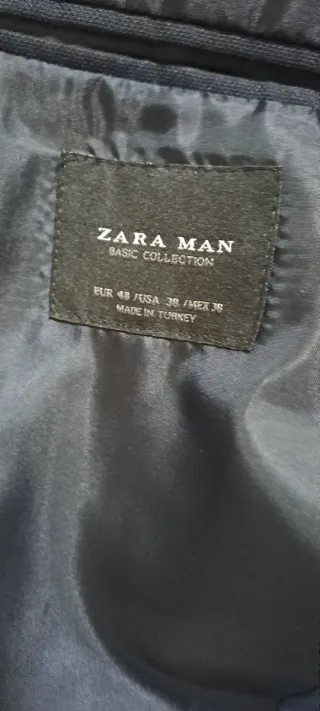 ZARA MAN
BASIC COLLECTION
EUR 48 / USA 38 / MEX 38
MADE IN TURKEY